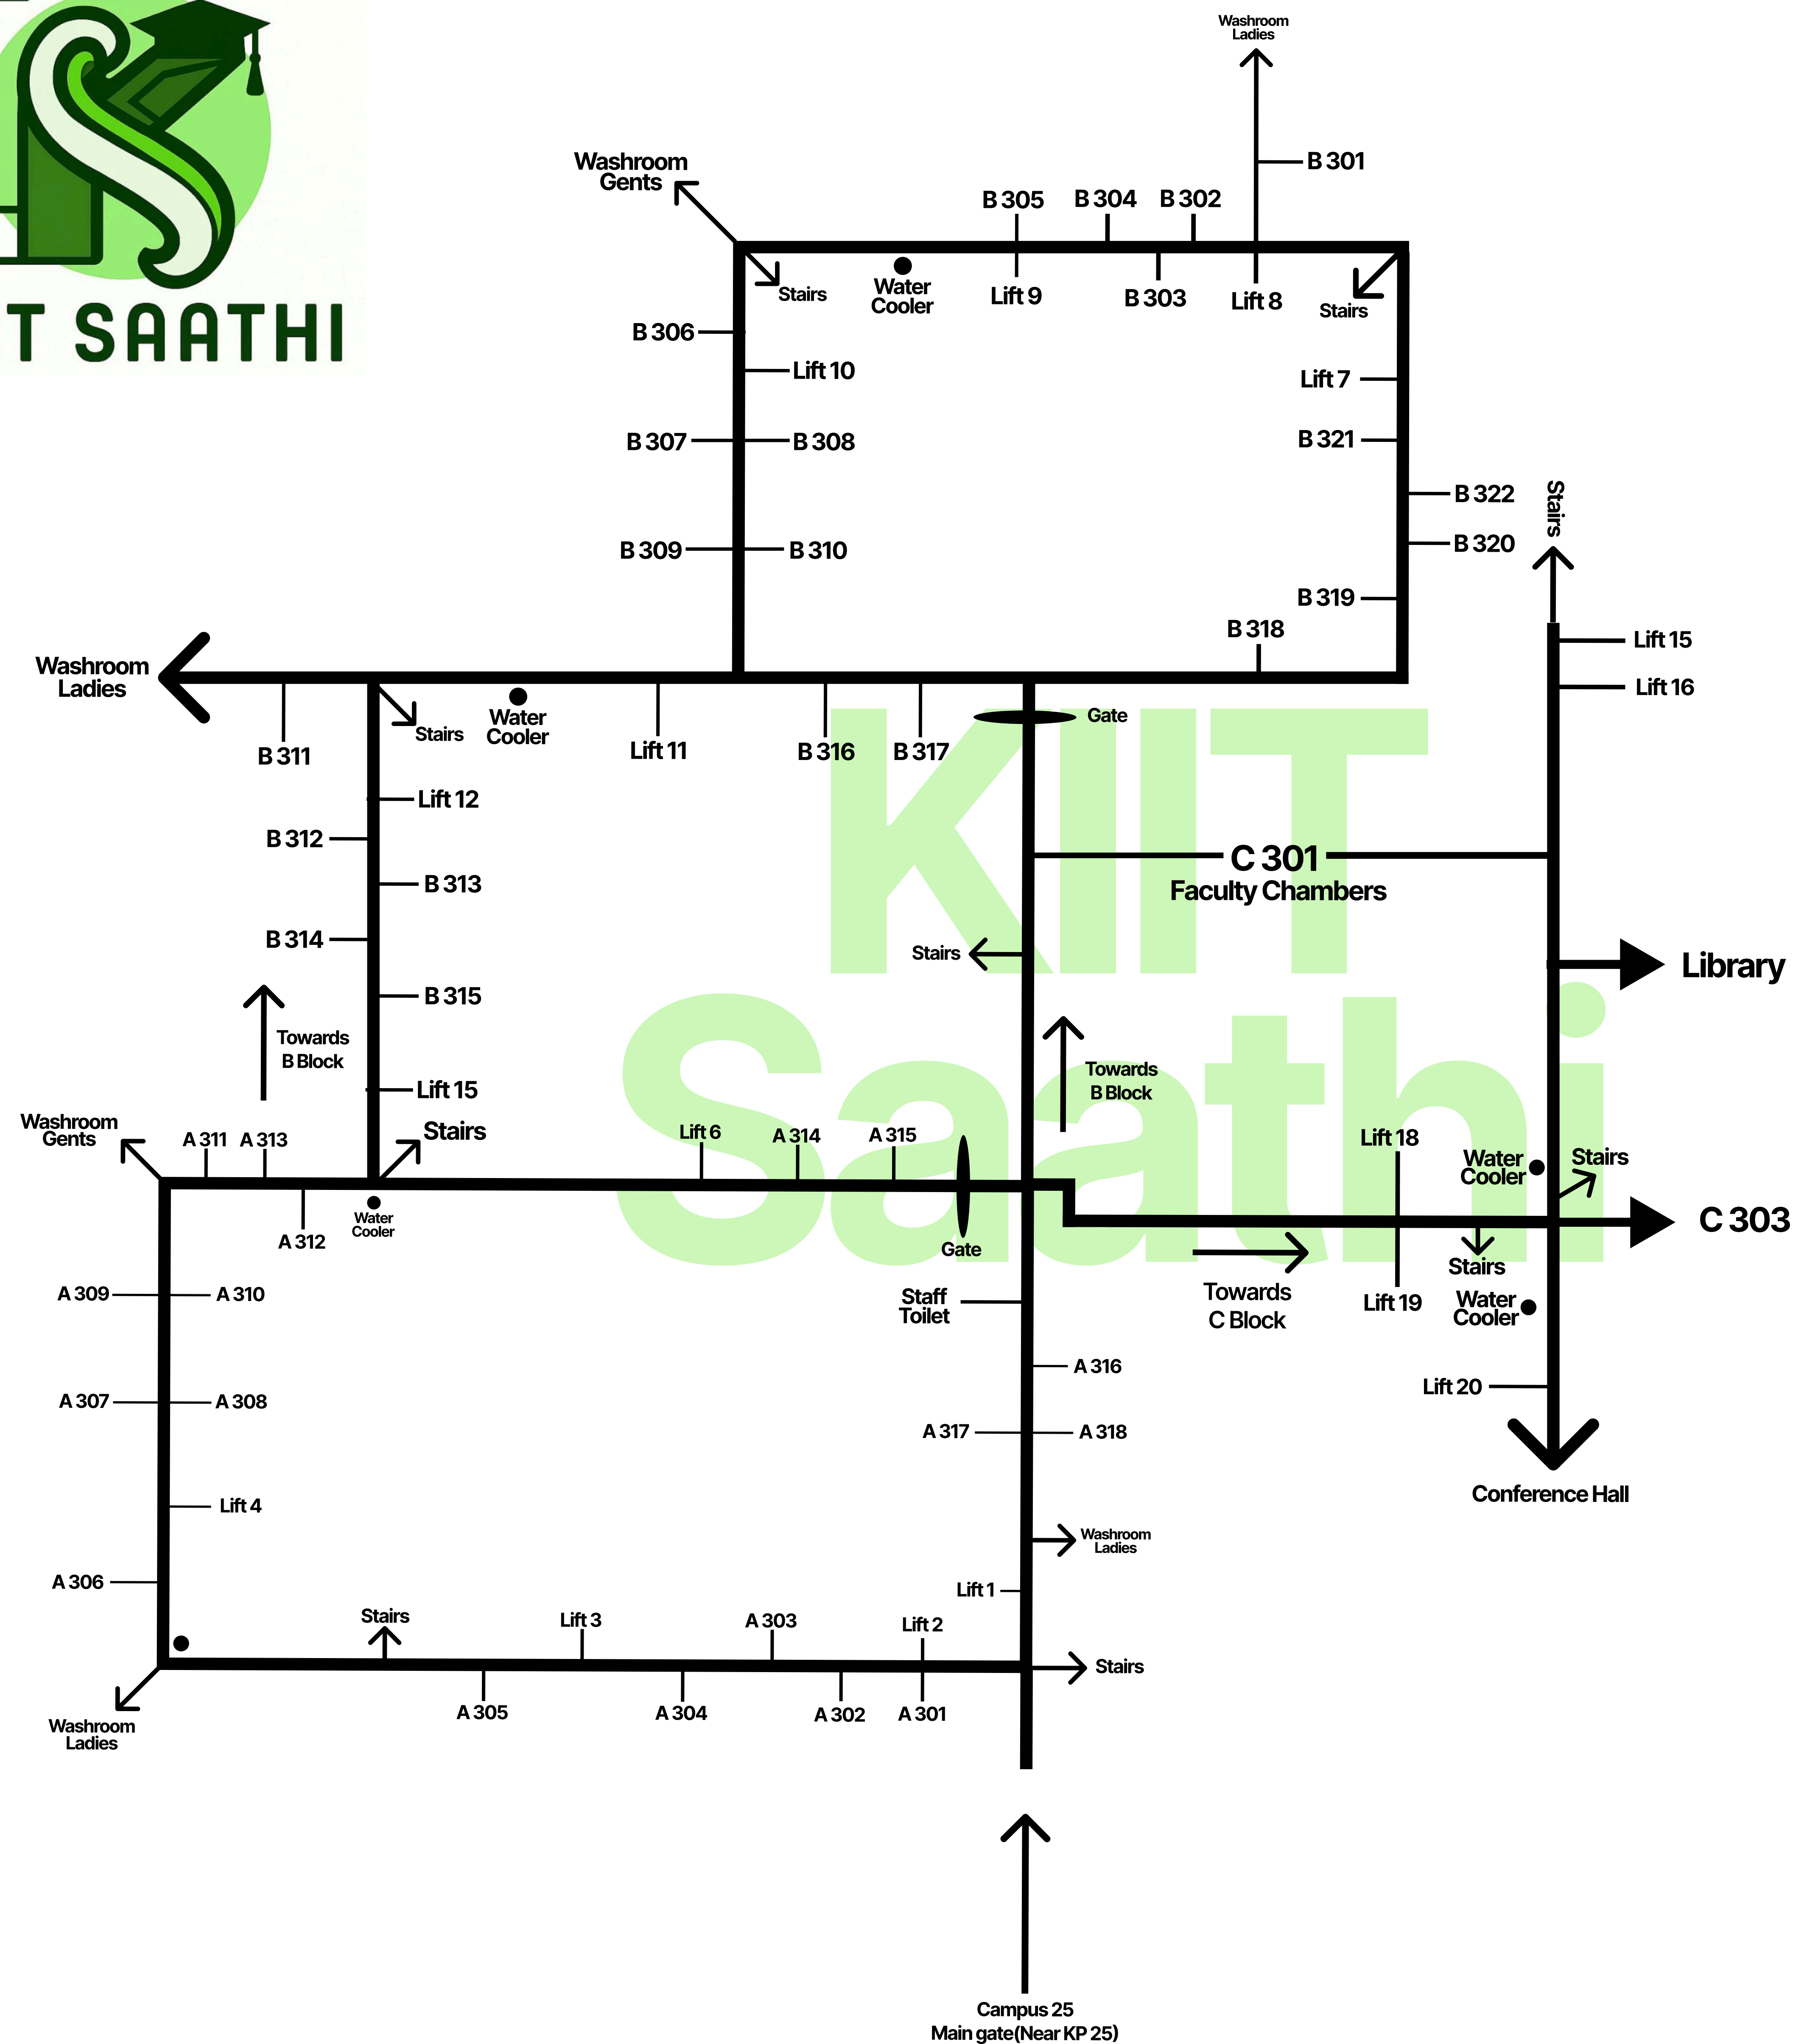 T SAATHI
Washroom
Ladies
B 301
Washroom
Gents
B 305
B 304
B 302
Stairs
Water
Cooler
Lift 9
B 303
Lift 8
Stairs
B 306
Lift 10
Lift 7
B 307
B 308
B 321
B 322
Stairs
B 309
B 310
B 320
B 319
B 318
Lift 15
Washroom
Ladies
Lift 16
B 311
Stairs
Water
Cooler
Lift 11
B 316
B 317
Gate
KIIT
Saathi
Lift 12
B 312
C 301
Faculty Chambers
B 313
B 314
Stairs
Library
B 315
Towards
B Block
Towards
B Block
Lift 15
Washroom
Gents
A 311
A 313
Stairs
Lift 6
A 314
A 315
Lift 18
Water
Cooler
Stairs
A 312
Water
Cooler
Gate
C 303
Stairs
A 309
A 310
Staff
Toilet
Towards
C Block
Lift 19
Water
Cooler
A 316
Lift 20
A 307
A 308
A 317
A 318
Conference Hall
Lift 4
Washroom
Ladies
A 306
Lift 1
Stairs
Lift 3
A 303
Lift 2
Stairs
A 305
A 304
A 302
A 301
Washroom
Ladies
Campus 25
Main gate(Near KP 25)